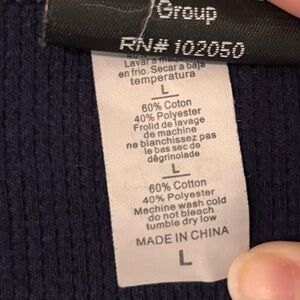 Group
RN# 102050
Lavar a maqu
en frio. Secar a baja
temperatura
L
60% Cotton
40% Polyester
Frolid de lavage
de machine
ne blanchissez pas
le bas sec de
dégrinolade
L
60% Cotton
40% Polyester
Machine wash cold
do not bleach
tumble dry low
MADE IN CHINA
L